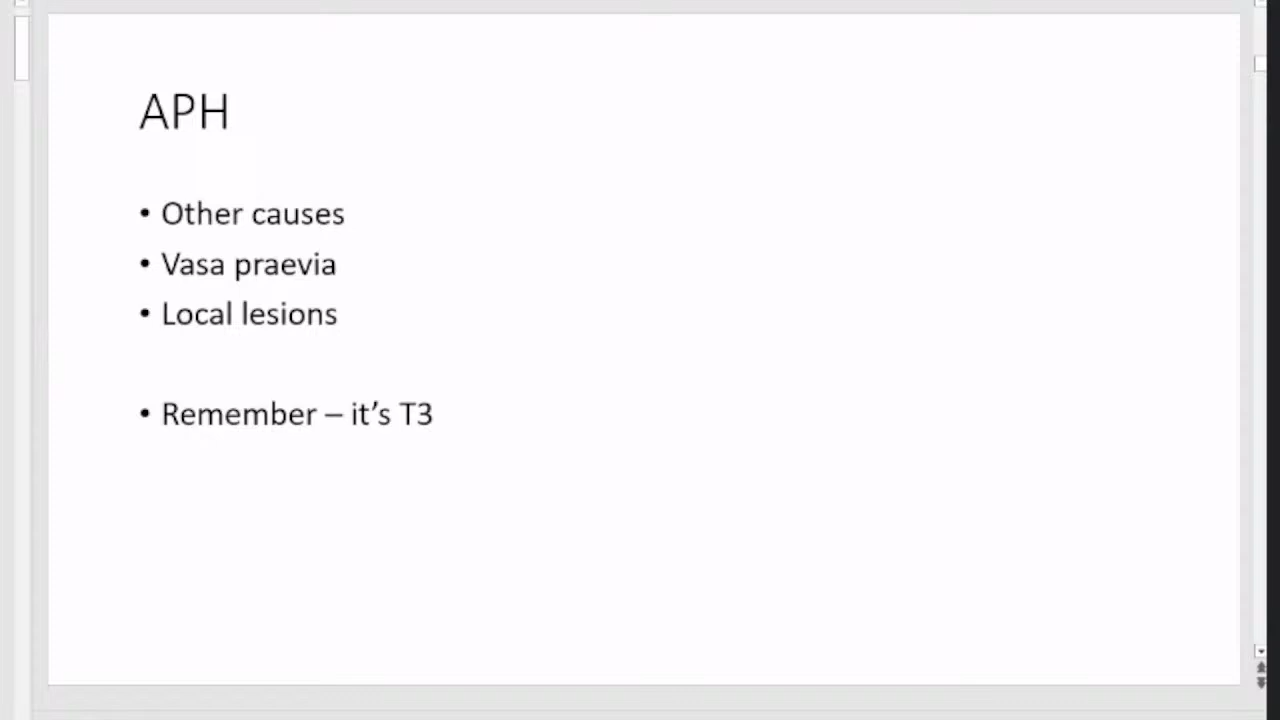 APH
• Other causes
• Vasa praevia
• Local lesions
• Remember – it’s T3